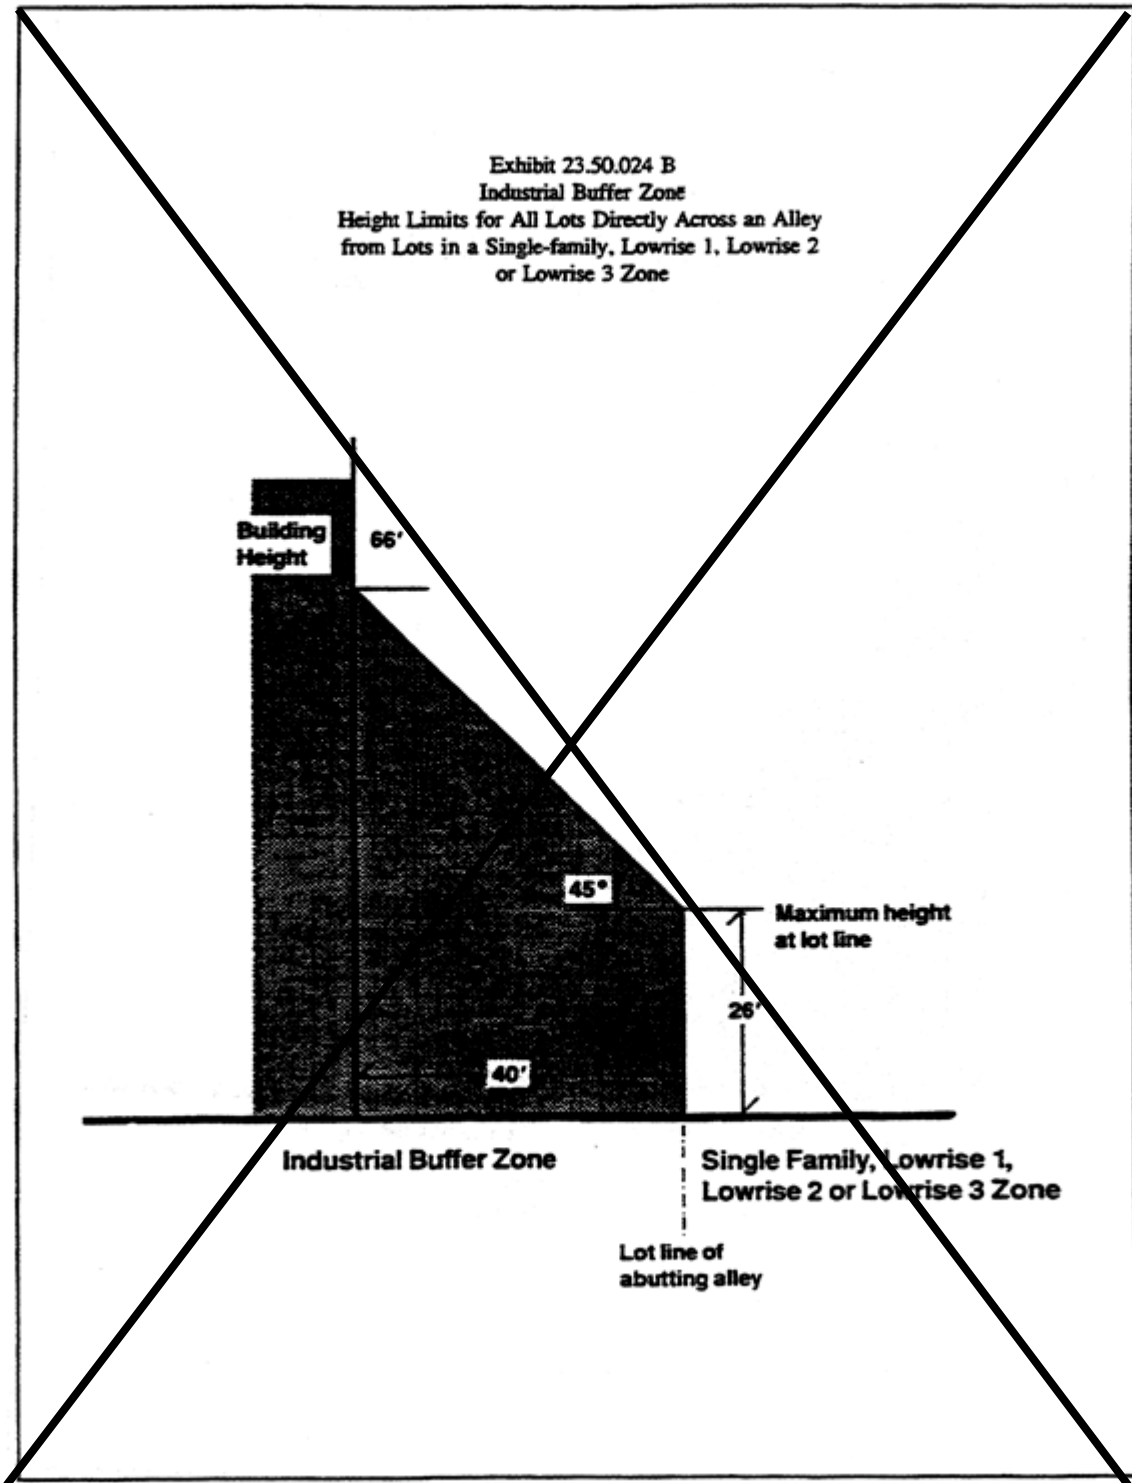 Exhibit 23.50.024 B
Industrial Buffer Zone
Height Limits for All Lots Directly Across an Alley
from Lots in a Single-family, Lowrise 1, Lowrise 2
or Lowrise 3 Zone
Building
Height
66'
45°
Maximum height
at lot line
26'
40'
Industrial Buffer Zone
Single Family, Lowrise 1,
Lowrise 2 or Lowrise 3 Zone
Lot line of
abutting alley